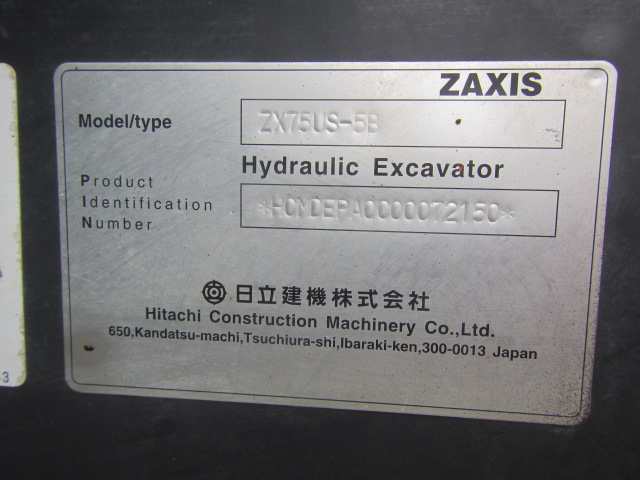 ZAXIS
Model/type ZX75US-5B
Hydraulic Excavator
Product
Identification
Number
*HCMDEPA0C00072150*
日立建機株式会社
Hitachi Construction Machinery Co.,Ltd.
650,Kandatsu-machi,Tsuchiura-shi,Ibaraki-ken,300-0013 Japan